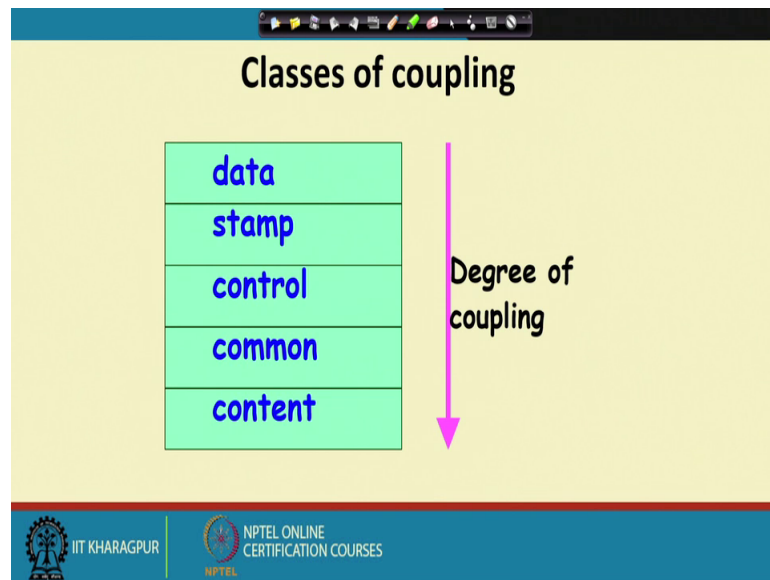 Classes of coupling
data
stamp
control
common
content
Degree of
coupling
IIT KHARAGPUR
NPTEL
NPTEL ONLINE
CERTIFICATION COURSES